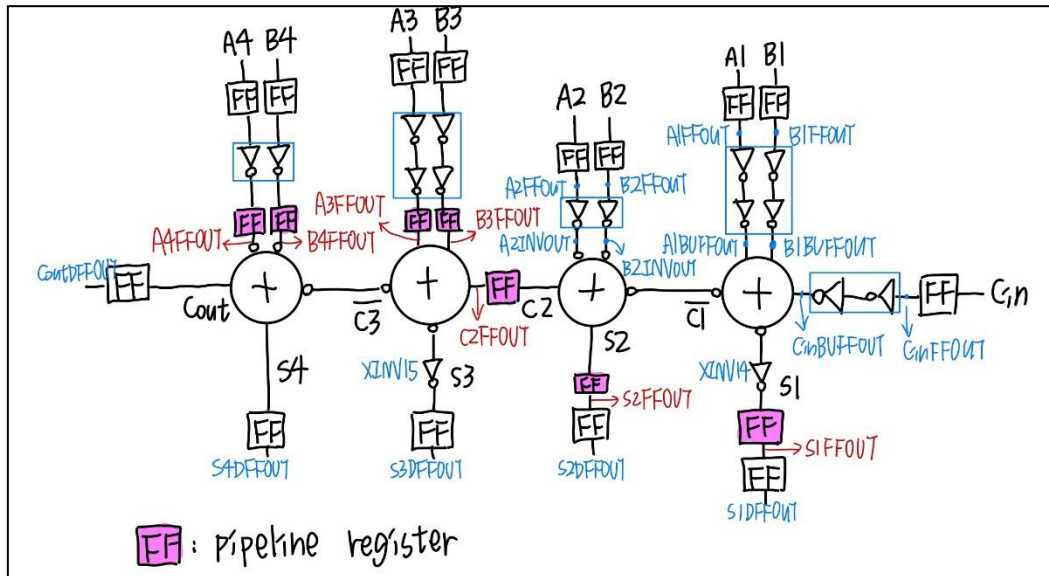 A4 B4
A3 B3
A2 B2
A1 B1
FF FF
FF FF
FF FF
FF FF
A1FFOUT
B1FFOUT
A2FFOUT
B2FFOUT
A3FFOUT
B3FFOUT
FF FF
FF FF
A4FFOUT
B4FFOUT
A2INVOUT
B2INVOUT
A1BUFFOUT
B1BUFFOUT
CoutDFFOUT
FF
Cout
+
C3
+
FF
C2
C2FFOUT
+
C1
+
CinBUFFOUT
CinFFOUT
FF
Cin
S4
XINV15
S3
S2
XINV14
S1
FF
S2FFOUT
FF
S1FFOUT
FF
FF
FF
FF
S4DFFOUT
S3DFFOUT
S2DFFOUT
S1DFFOUT
FF : pipeline register